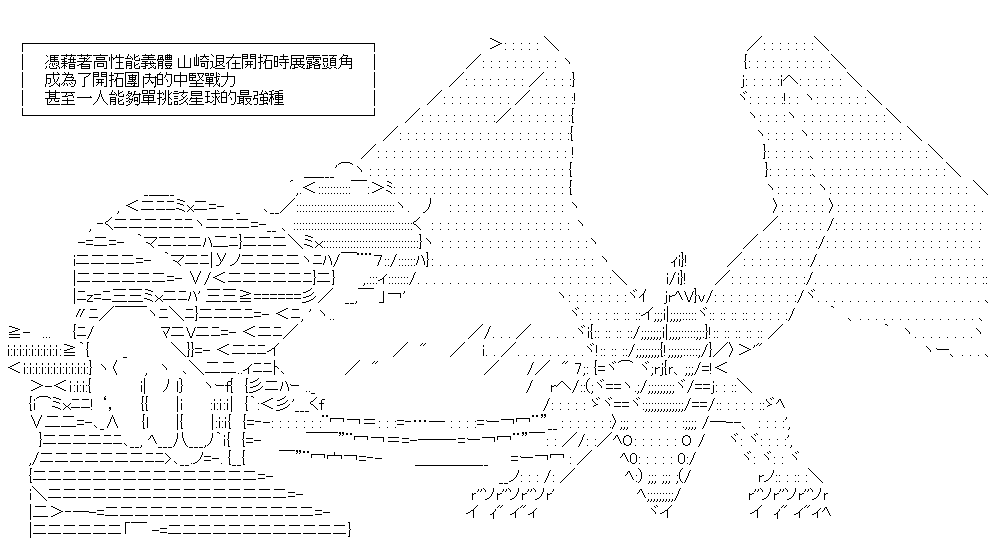 憑藉著高性能義體 山崎退在開拓時展露頭角
成為了開拓團內的中堅戰力
甚至一人能夠單挑該星球的最強種